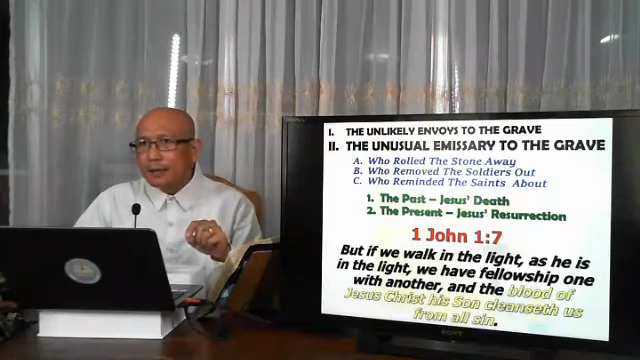 I. THE UNLIKELY ENVOYS TO THE GRAVE
II. THE UNUSUAL EMISSARY TO THE GRAVE
A. Who Rolled The Stone Away
B. Who Removed The Soldiers Out
C. Who Reminded The Saints About
1. The Past – Jesus' Death
2. The Present – Jesus' Resurrection
1 John 1:7
But if we walk in the light, as he is
in the light, we have fellowship one
with another, and the blood of
Jesus Christ his Son cleanseth us
from all sin.
SONY